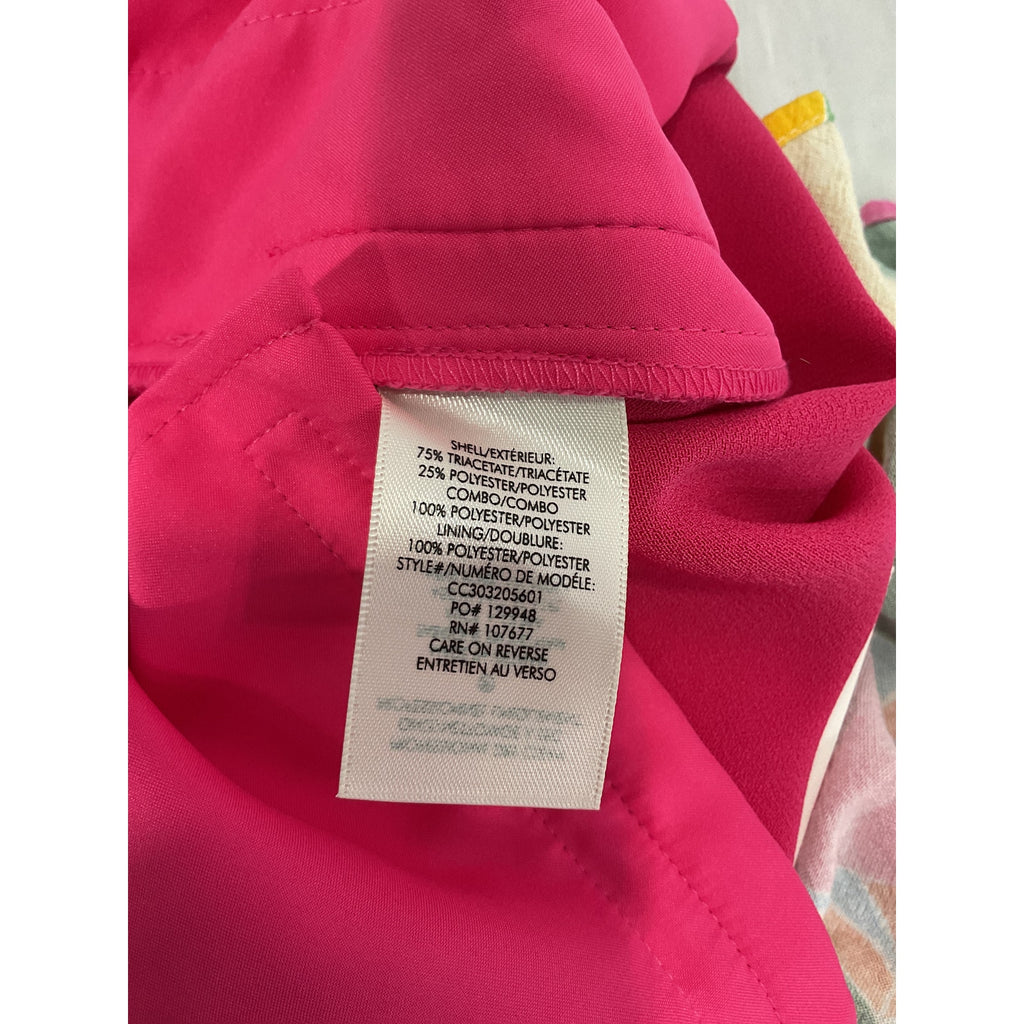 SHELL/EXTÉRIEUR:
75% TRIACETATE/TRIACÉTATE
25% POLYESTER/POLYESTER
COMBO/COMBO
100% POLYESTER/POLYESTER
LINING/DOUBLURE:
100% POLYESTER/POLYESTER
STYLE#/NUMÉRO DE MODÉLE:
CC303205601
PO# 129948
RN# 107677
CARE ON REVERSE
ENTRETIEN AU VERSO